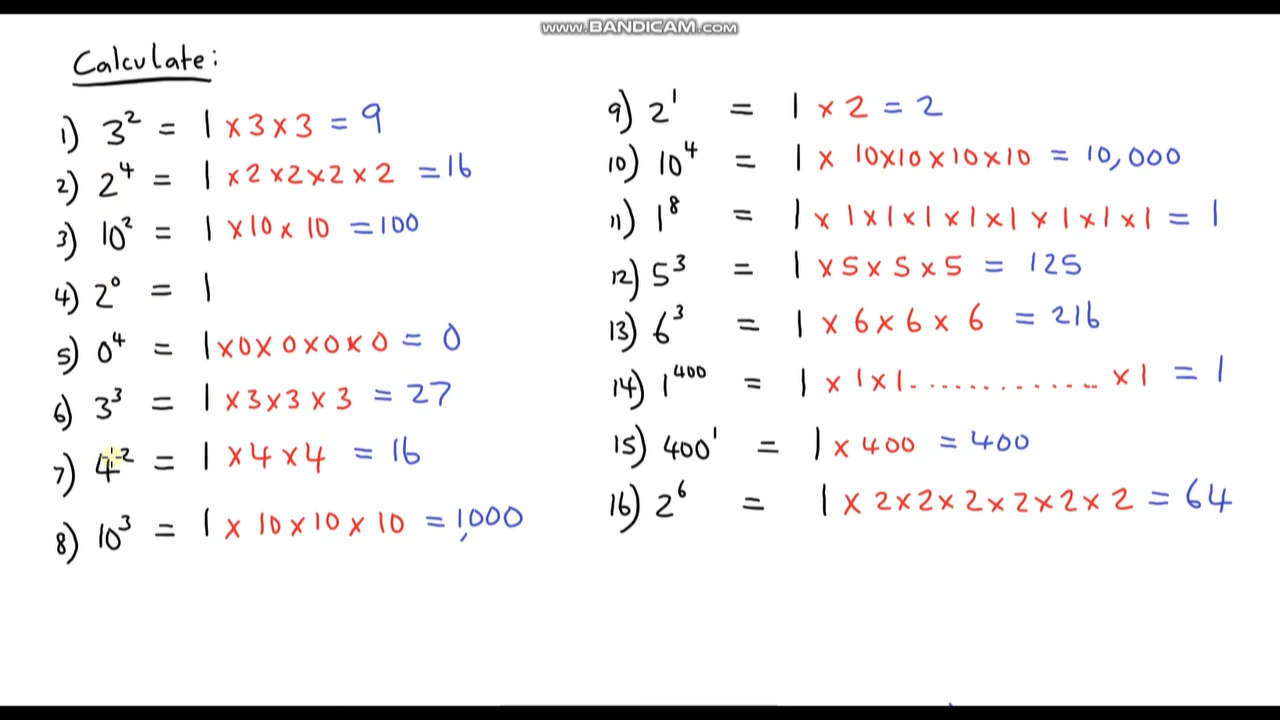 www.BANDICAM.com
Calculate:
1) 3² = 1 × 3 × 3 = 9
2) 2⁴ = 1 × 2 × 2 × 2 × 2 = 16
3) 10² = 1 × 10 × 10 = 100
4) 2⁰ = 1
5) 0⁴ = 1 × 0 × 0 × 0 × 0 = 0
6) 3³ = 1 × 3 × 3 × 3 = 27
7) 4² = 1 × 4 × 4 = 16
8) 10³ = 1 × 10 × 10 × 10 = 1,000
9) 2¹ = 1 × 2 = 2
10) 10⁴ = 1 × 10 × 10 × 10 × 10 = 10,000
11) 1⁸ = 1 × 1 × 1 × 1 × 1 × 1 × 1 × 1 × 1 = 1
12) 5³ = 1 × 5 × 5 × 5 = 125
13) 6³ = 1 × 6 × 6 × 6 = 216
14) 1⁴⁰⁰ = 1 × 1 × 1 .............. × 1 = 1
15) 400¹ = 1 × 400 = 400
16) 2⁶ = 1 × 2 × 2 × 2 × 2 × 2 × 2 = 64